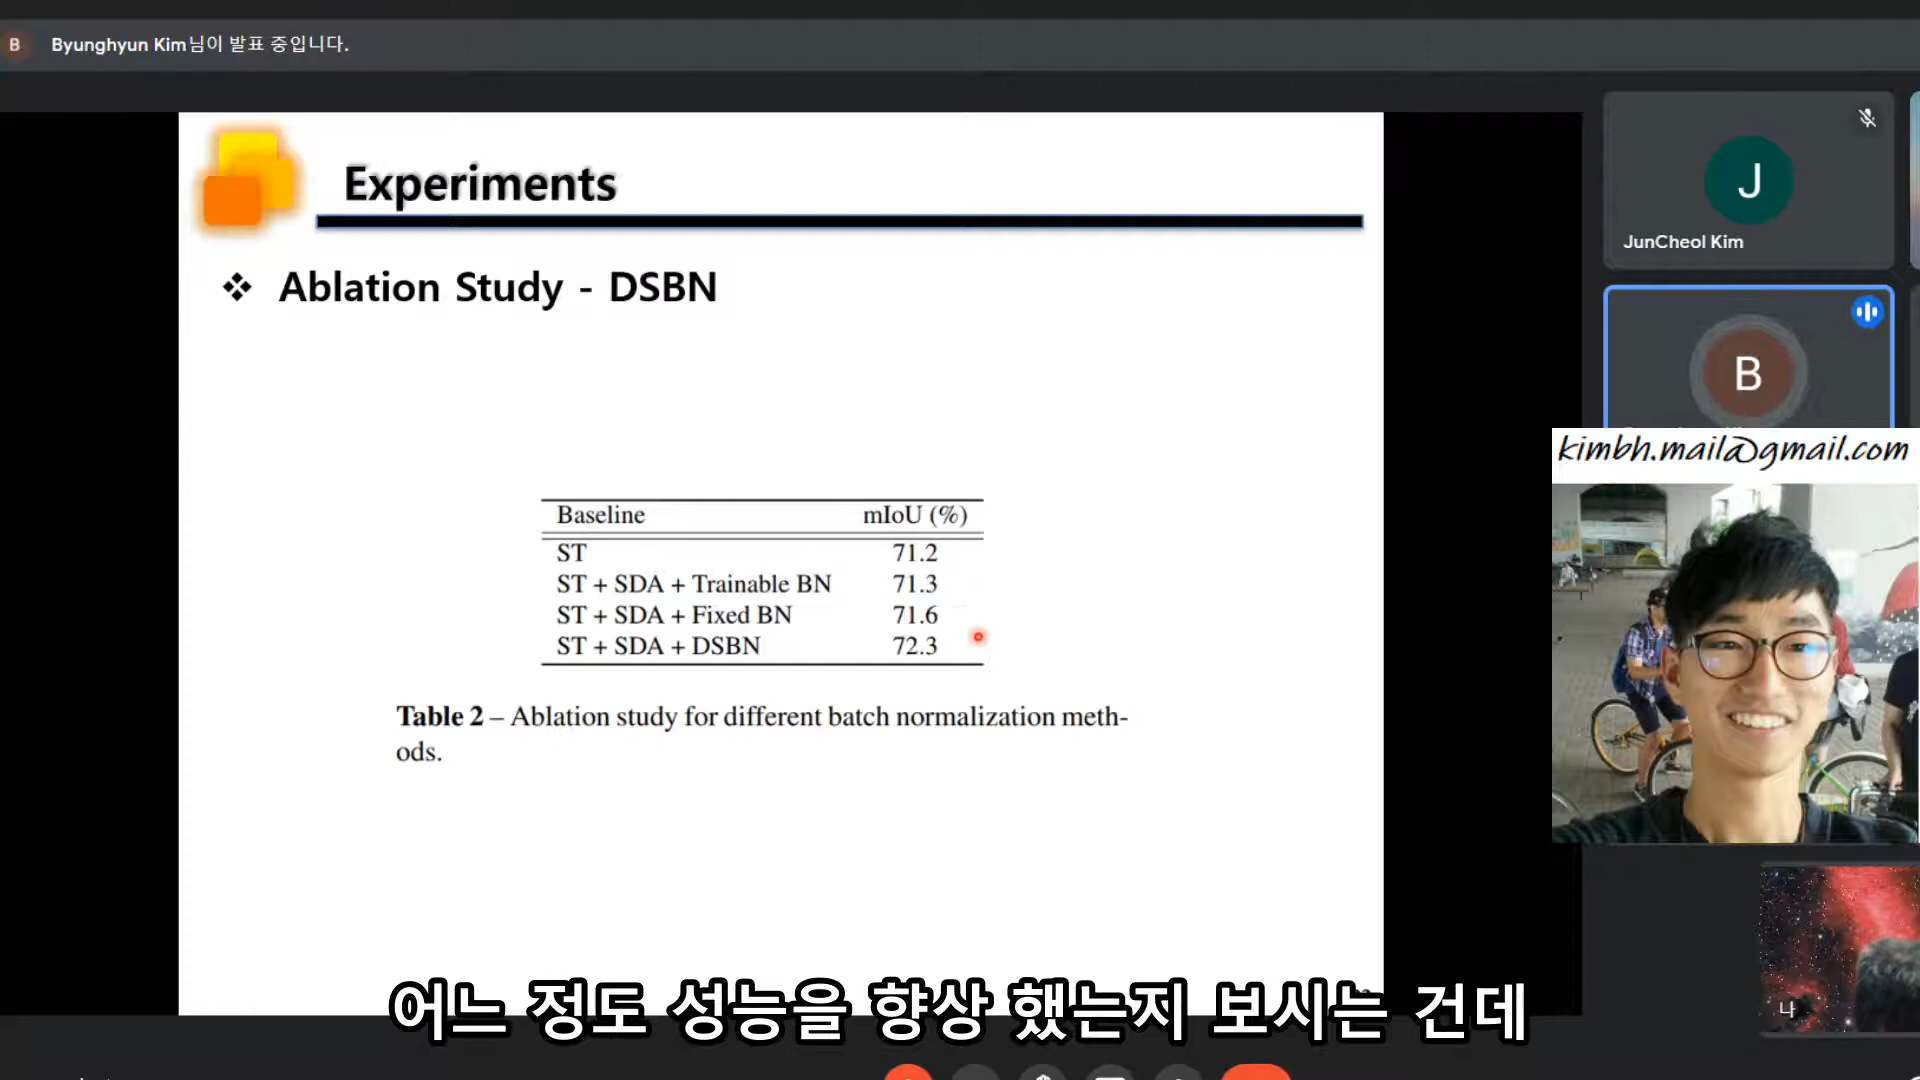 B
Byunghyun Kim님이 발표 중입니다.
Experiments
❖ Ablation Study - DSBN
Baseline mIoU (%)
ST 71.2
ST + SDA + Trainable BN 71.3
ST + SDA + Fixed BN 71.6
ST + SDA + DSBN 72.3
Table 2 – Ablation study for different batch normalization meth-
ods.
J
JunCheol Kim
B
kimbh.mail@gmail.com
나
어느 정도 성능을 향상 했는지 보시는 건데